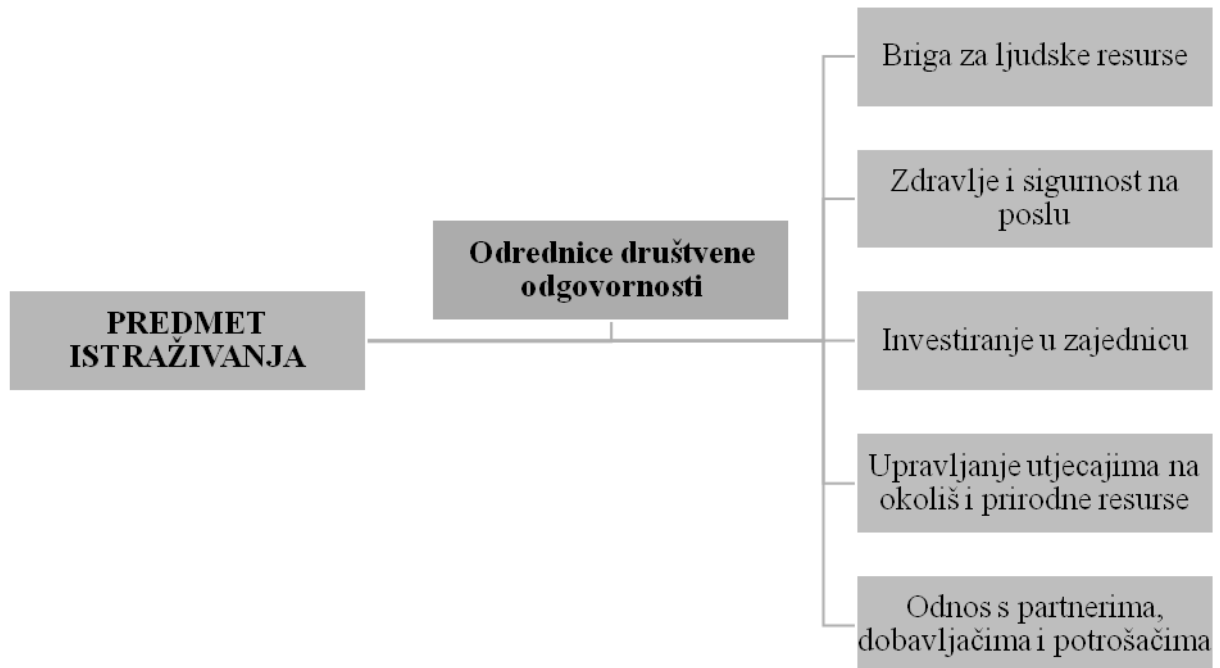 PREDMET
ISTRAŽIVANJA
Odrednice društvene
odgovornosti
Briga za ljudske resurse
Zdravlje i sigurnost na
poslu
Investiranje u zajednicu
Upravljanje utjecajima na
okoliš i prirodne resurse
Odnos s partnerima,
dobavljačima i potrošačima